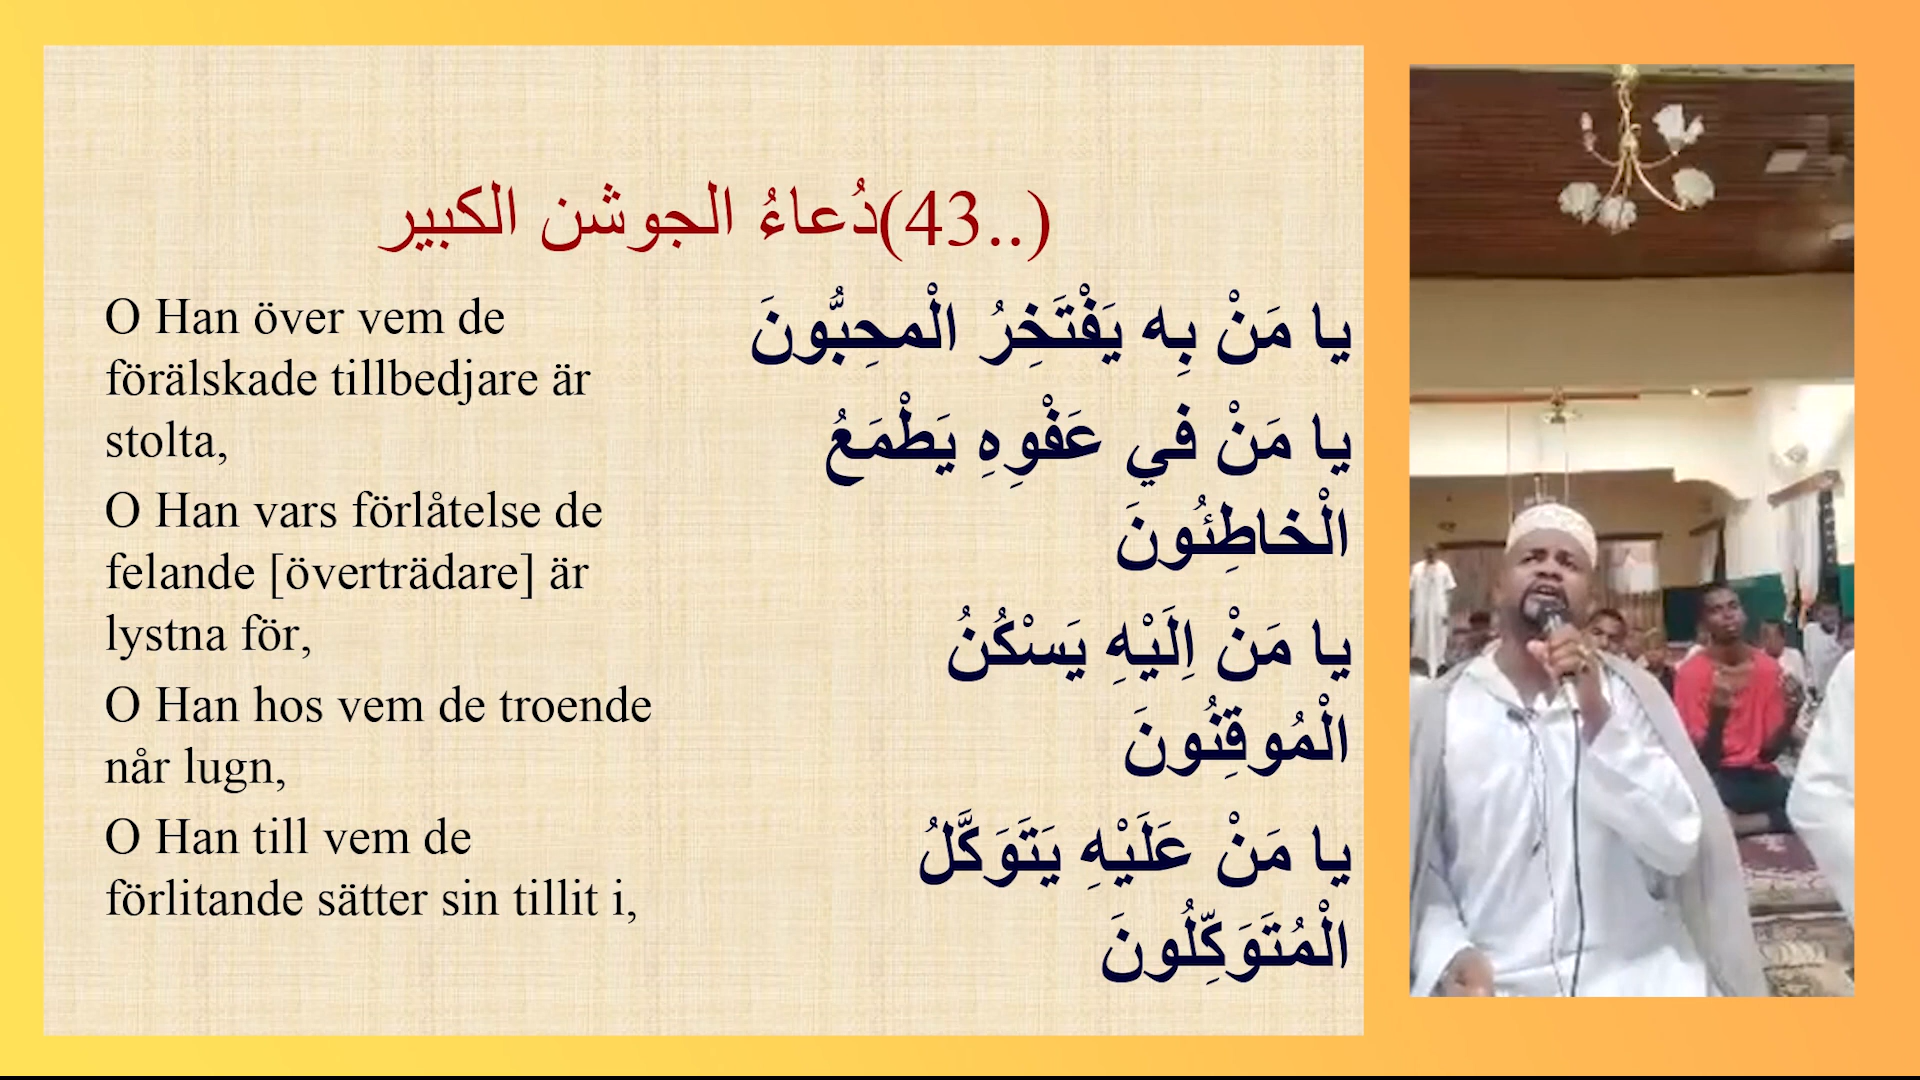 (..43)دُعاءُ الجوشن الكبير
O Han över vem de
förälskade tillbedjare är
stolta,
O Han vars förlåtelse de
felande [överträdare] är
lystna för,
O Han hos vem de troende
når lugn,
O Han till vem de
förlitande sätter sin tillit i,
يا مَنْ بِه يَفْتَخِرُ الْمحِبُّونَ
يا مَنْ في عَفْوِهِ يَطْمَعُ
الْخاطِئُونَ
يا مَنْ اِلَيْهِ يَسْكُنُ
الْمُوقِنُونَ
يا مَنْ عَلَيْهِ يَتَوَكَّلُ
الْمُتَوَكِّلُونَ